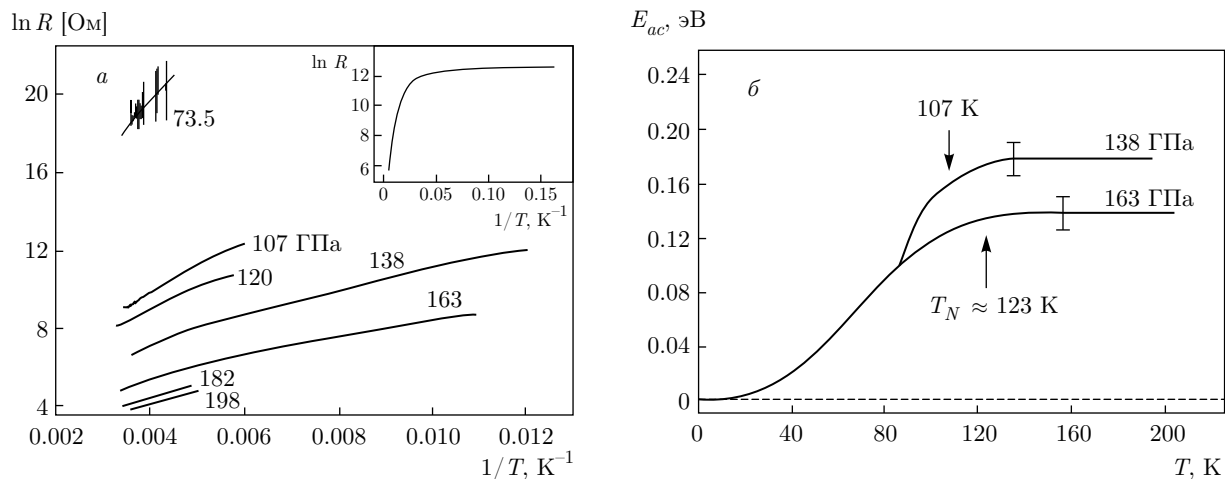 ln R [Ом]
а
20
16
12
8
4
73.5
107 ГПа
120
138
163
182
198
0.002
0.004
0.006
0.008
0.010
0.012
1/T, K⁻¹
ln R
12
10
8
6
0
0.05
0.10
0.15
1/T, K⁻¹
E_ac, эВ
б
0.24
0.20
0.16
0.12
0.08
0.04
0
107 K
138 ГПа
163 ГПа
T_N ≈ 123 K
0
40
80
120
160
200
T, K